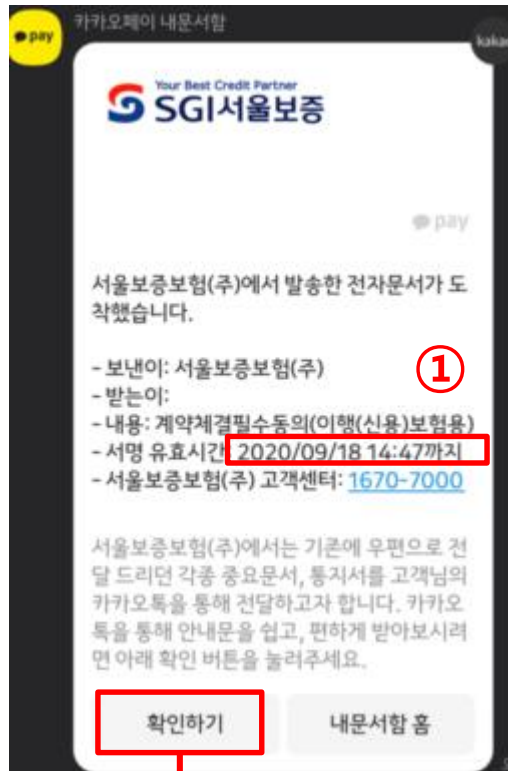 카카오페이 내문서함
pay
kakao
Your Best Credit Partner
SGI서울보증
pay
서울보증보험(주)에서 발송한 전자문서가 도
착했습니다.
①
- 보낸이: 서울보증보험(주)
- 받는이:
- 내용: 계약체결필수동의(이행(신용)보험용)
- 서명 유효시간: 2020/09/18 14:47까지
- 서울보증보험(주) 고객센터: 1670-7000
서울보증보험(주)에서는 기존에 우편으로 전
달 드리던 각종 중요문서, 통지서를 고객님의
카카오톡을 통해 전달하고자 합니다. 카카오
톡을 통해 안내문을 쉽고, 편하게 받아보시려
면 아래 확인 버튼을 눌러주세요.
확인하기
내문서함 홈